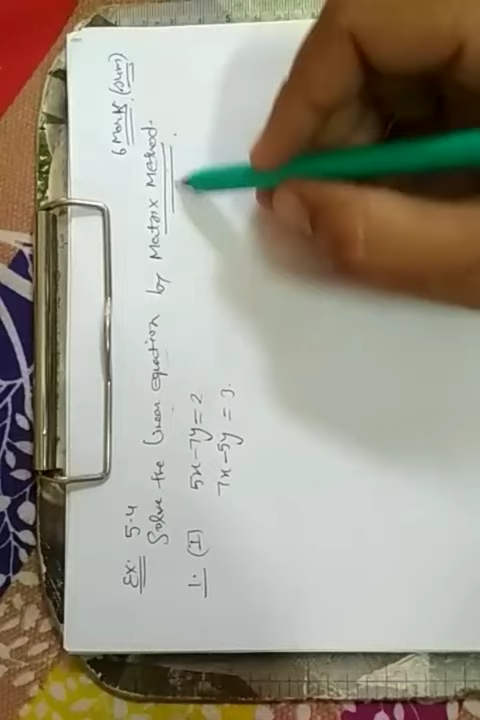 Ex. 5.4 6 Mark (sum)
Solve the linear equation by Matrix Method.
1. (I) 5x-7y=2
7x-5y=3.